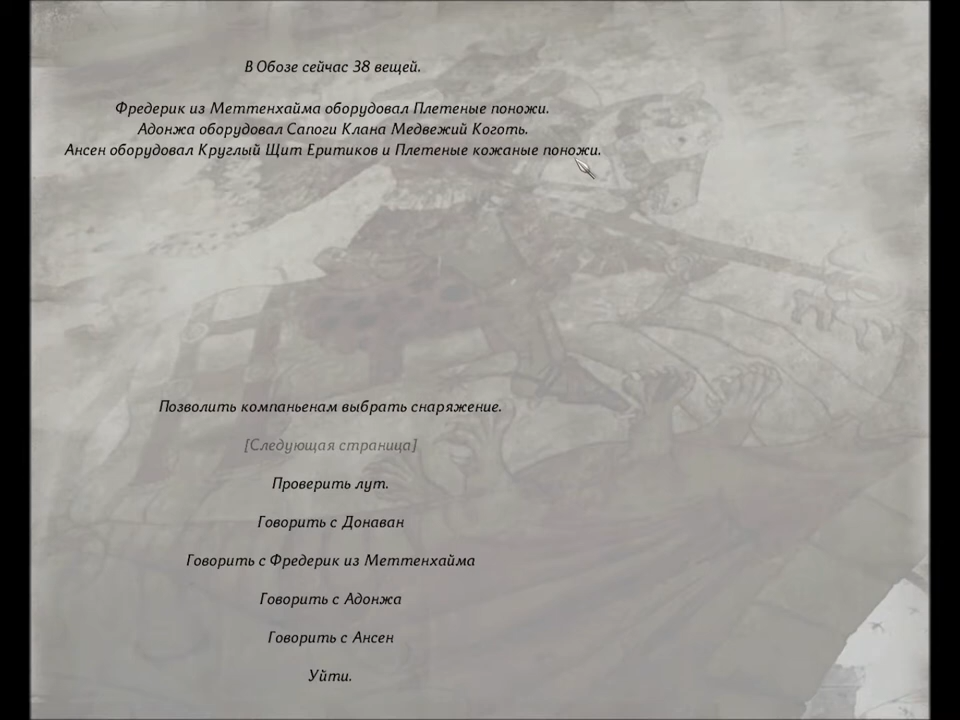 В Обозе сейчас 38 вещей.
Фредерик из Меттенхайма оборудовал Плетеные поножи.
Адонжа оборудовал Сапоги Клана Медвежий Коготь.
Ансен оборудовал Круглый Щит Еритиков и Плетеные кожаные поножи.
Позволить компаньенам выбрать снаряжение.
[Следующая страница]
Проверить лут.
Говорить с Донаван
Говорить с Фредерик из Меттенхайма
Говорить с Адонжа
Говорить с Ансен
Уйти.